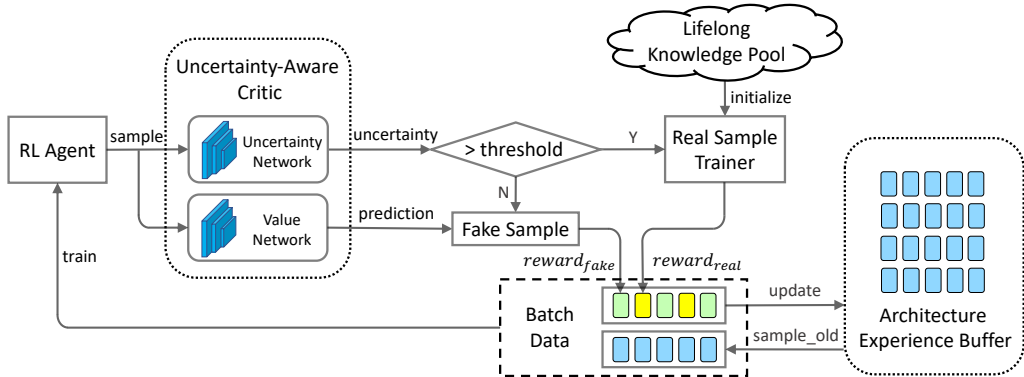 Lifelong
Knowledge Pool
Uncertainty-Aware
Critic
initialize
RL Agent
sample
Uncertainty
Network
uncertainty
> threshold
Y
Real Sample
Trainer
N
Value
Network
prediction
Fake Sample
train
reward_fake
reward_real
Batch
Data
update
sample_old
Architecture
Experience Buffer